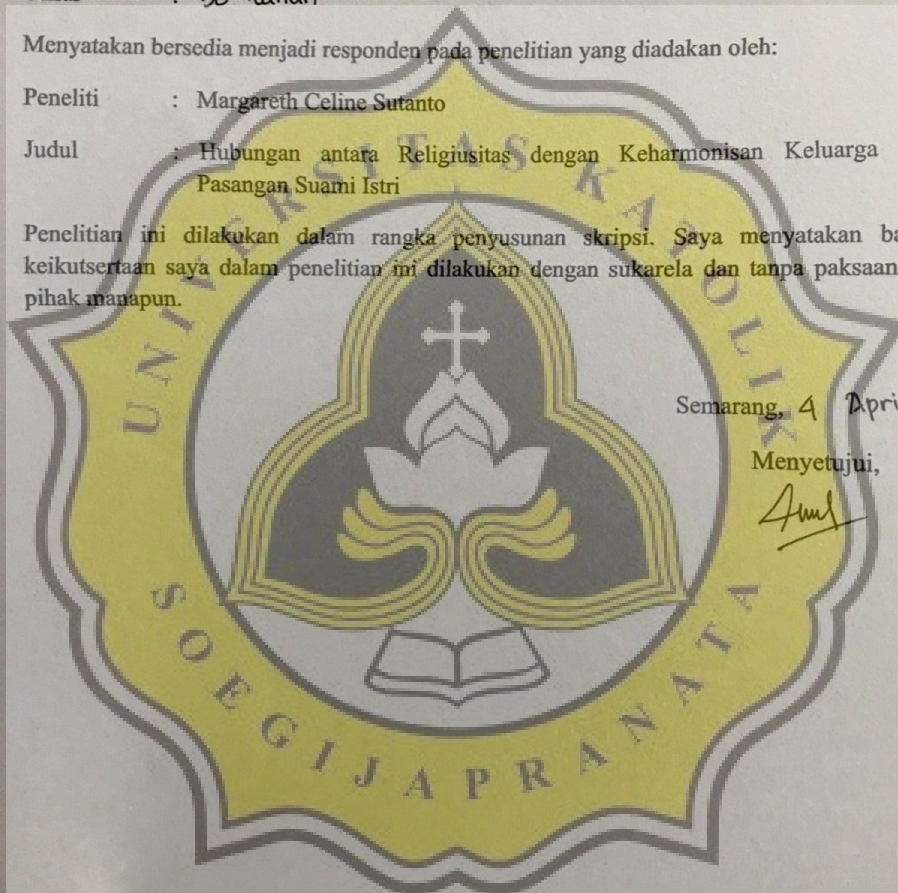 Menyatakan bersedia menjadi responden pada penelitian yang diadakan oleh:
Peneliti : Margareth Celine Sutanto
Judul : Hubungan antara Religiusitas dengan Keharmonisan Keluarga
Pasangan Suami Istri
Penelitian ini dilakukan dalam rangka penyusunan skripsi. Saya menyatakan ba
keikutsertaan saya dalam penelitian ini dilakukan dengan sukarela dan tanpa paksaan
pihak manapun.
Semarang, 4 Apri
Menyetujui,
UNIVERSITAS KATOLIK
SOEGIJAPRANATA